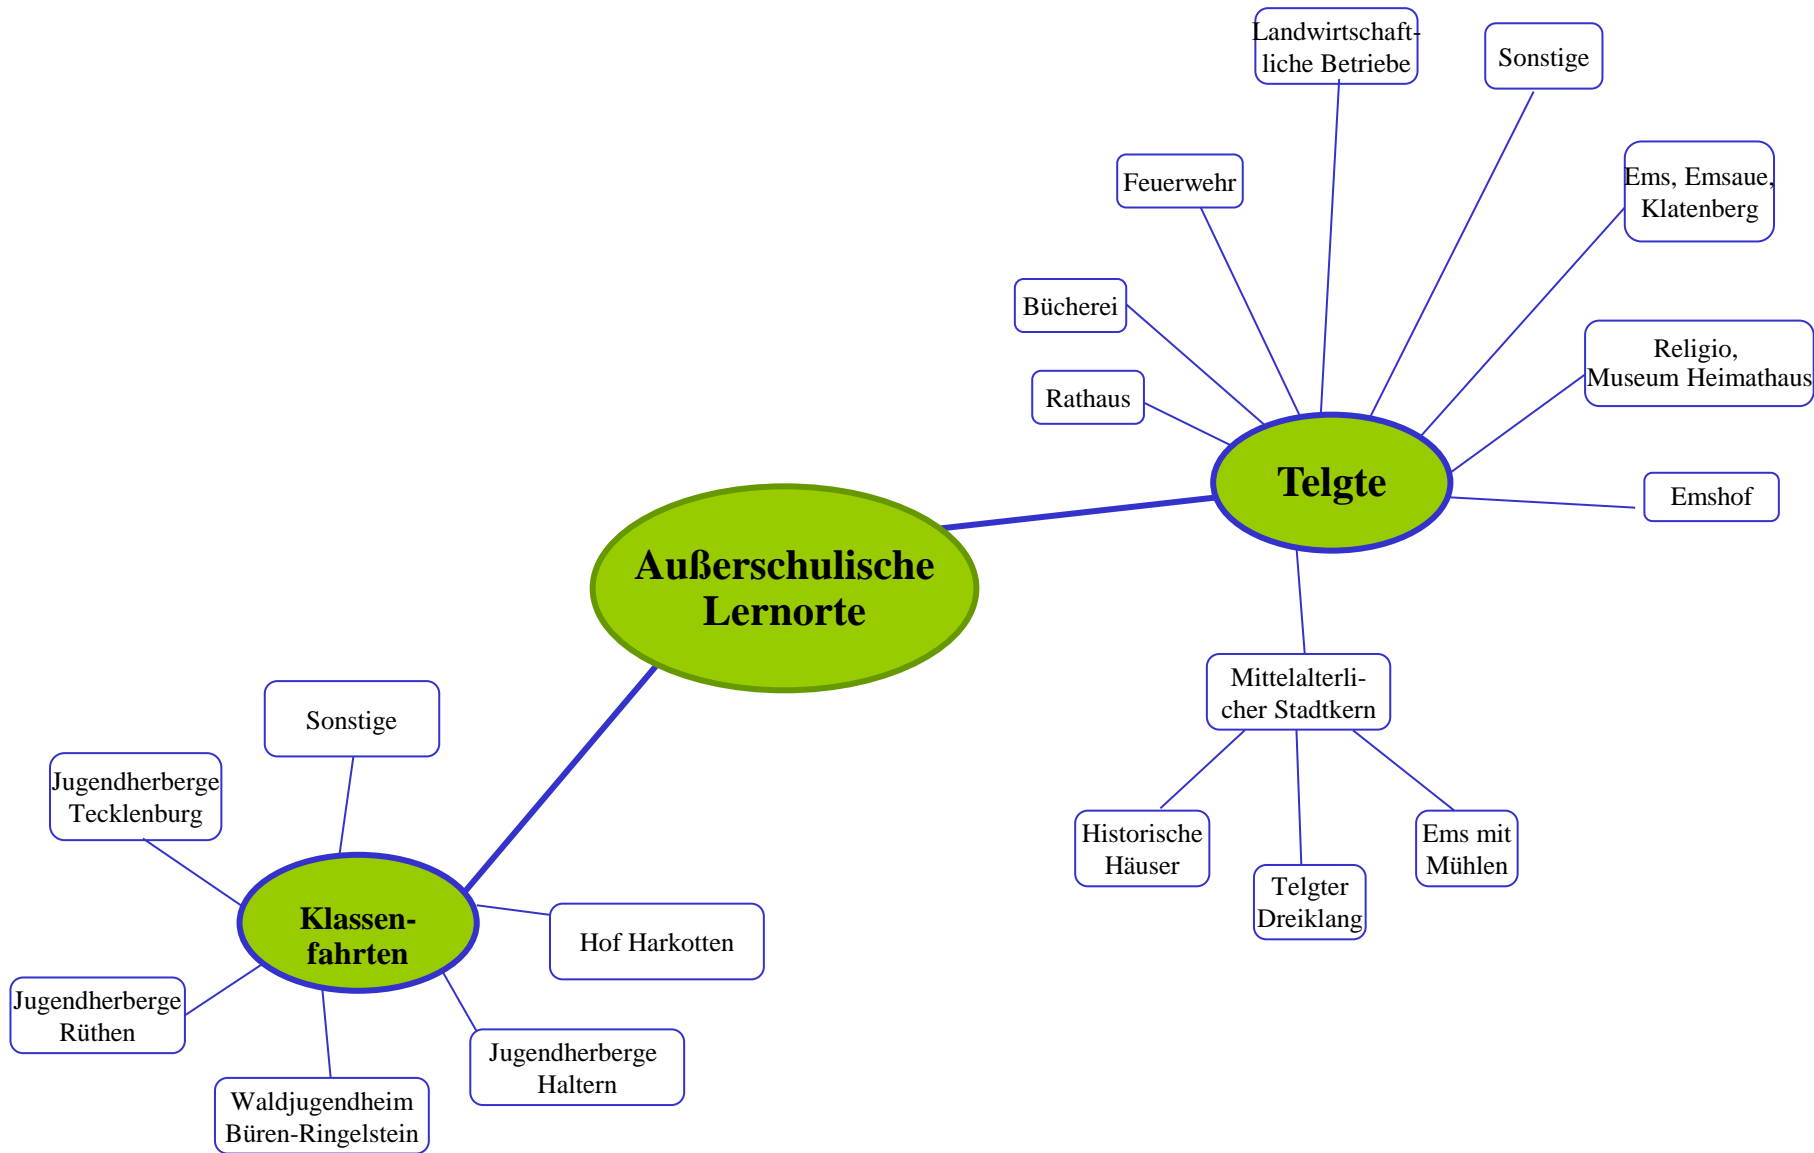 Landwirtschaft-
liche Betriebe
Sonstige
Feuerwehr
Ems, Emsaue,
Klatenberg
Bücherei
Religio,
Museum Heimathaus
Rathaus
Telgte
Emshof
Außerschulische
Lernorte
Mittelalterli-
cher Stadtkern
Sonstige
Jugendherberge
Tecklenburg
Historische
Häuser
Ems mit
Mühlen
Telgter
Dreiklang
Klassen-
fahrten
Hof Harkotten
Jugendherberge
Rüthen
Jugendherberge
Haltern
Waldjugendheim
Büren-Ringelstein